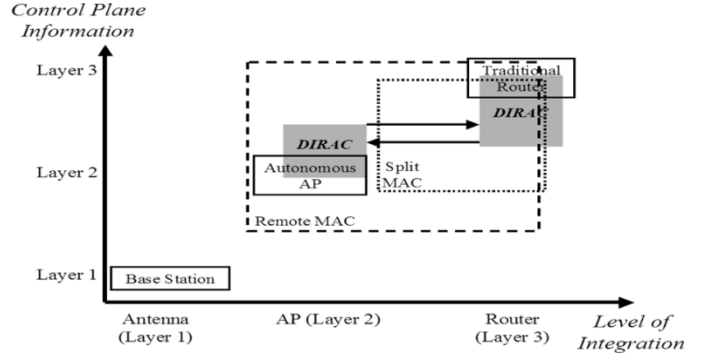 Control Plane
Information
Layer 3
Traditional
Router
DIRAC
DIRAC
Layer 2
Autonomous
AP
Split
MAC
Remote MAC
Layer 1
Base Station
Antenna
(Layer 1)
AP (Layer 2)
Router
(Layer 3)
Level of
Integration